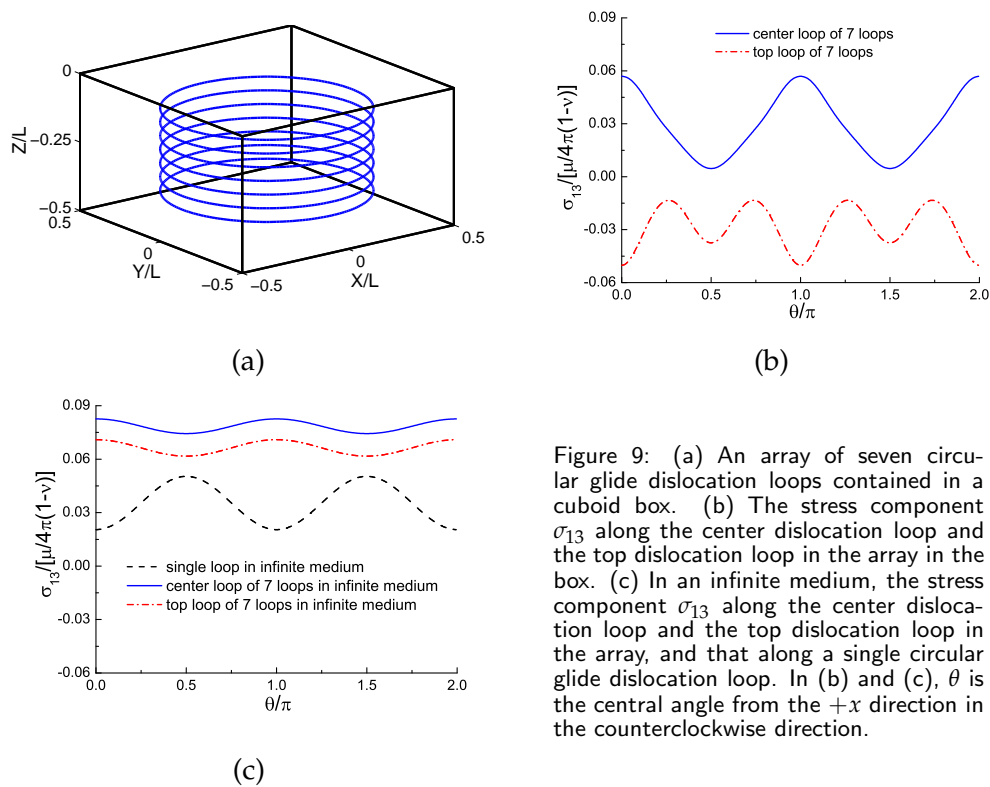 0
−0.25
−0.5
0.5
0
−0.5
−0.5
0
0.5
Z/L
Y/L
X/L
(a)
0.09
0.06
0.03
0.00
-0.03
-0.06
σ13/[μ/4π(1-ν)]
center loop of 7 loops
top loop of 7 loops
0.0
0.5
1.0
1.5
2.0
θ/π
(b)
0.09
0.06
0.03
0.00
-0.03
-0.06
σ13/[μ/4π(1-ν)]
single loop in infinite medium
center loop of 7 loops in infinite medium
top loop of 7 loops in infinite medium
0.0
0.5
1.0
1.5
2.0
θ/π
(c)
Figure 9: (a) An array of seven circu-
lar glide dislocation loops contained in a
cuboid box. (b) The stress component
σ13 along the center dislocation loop and
the top dislocation loop in the array in the
box. (c) In an infinite medium, the stress
component σ13 along the center disloca-
tion loop and the top dislocation loop in
the array, and that along a single circular
glide dislocation loop. In (b) and (c), θ is
the central angle from the +x direction in
the counterclockwise direction.